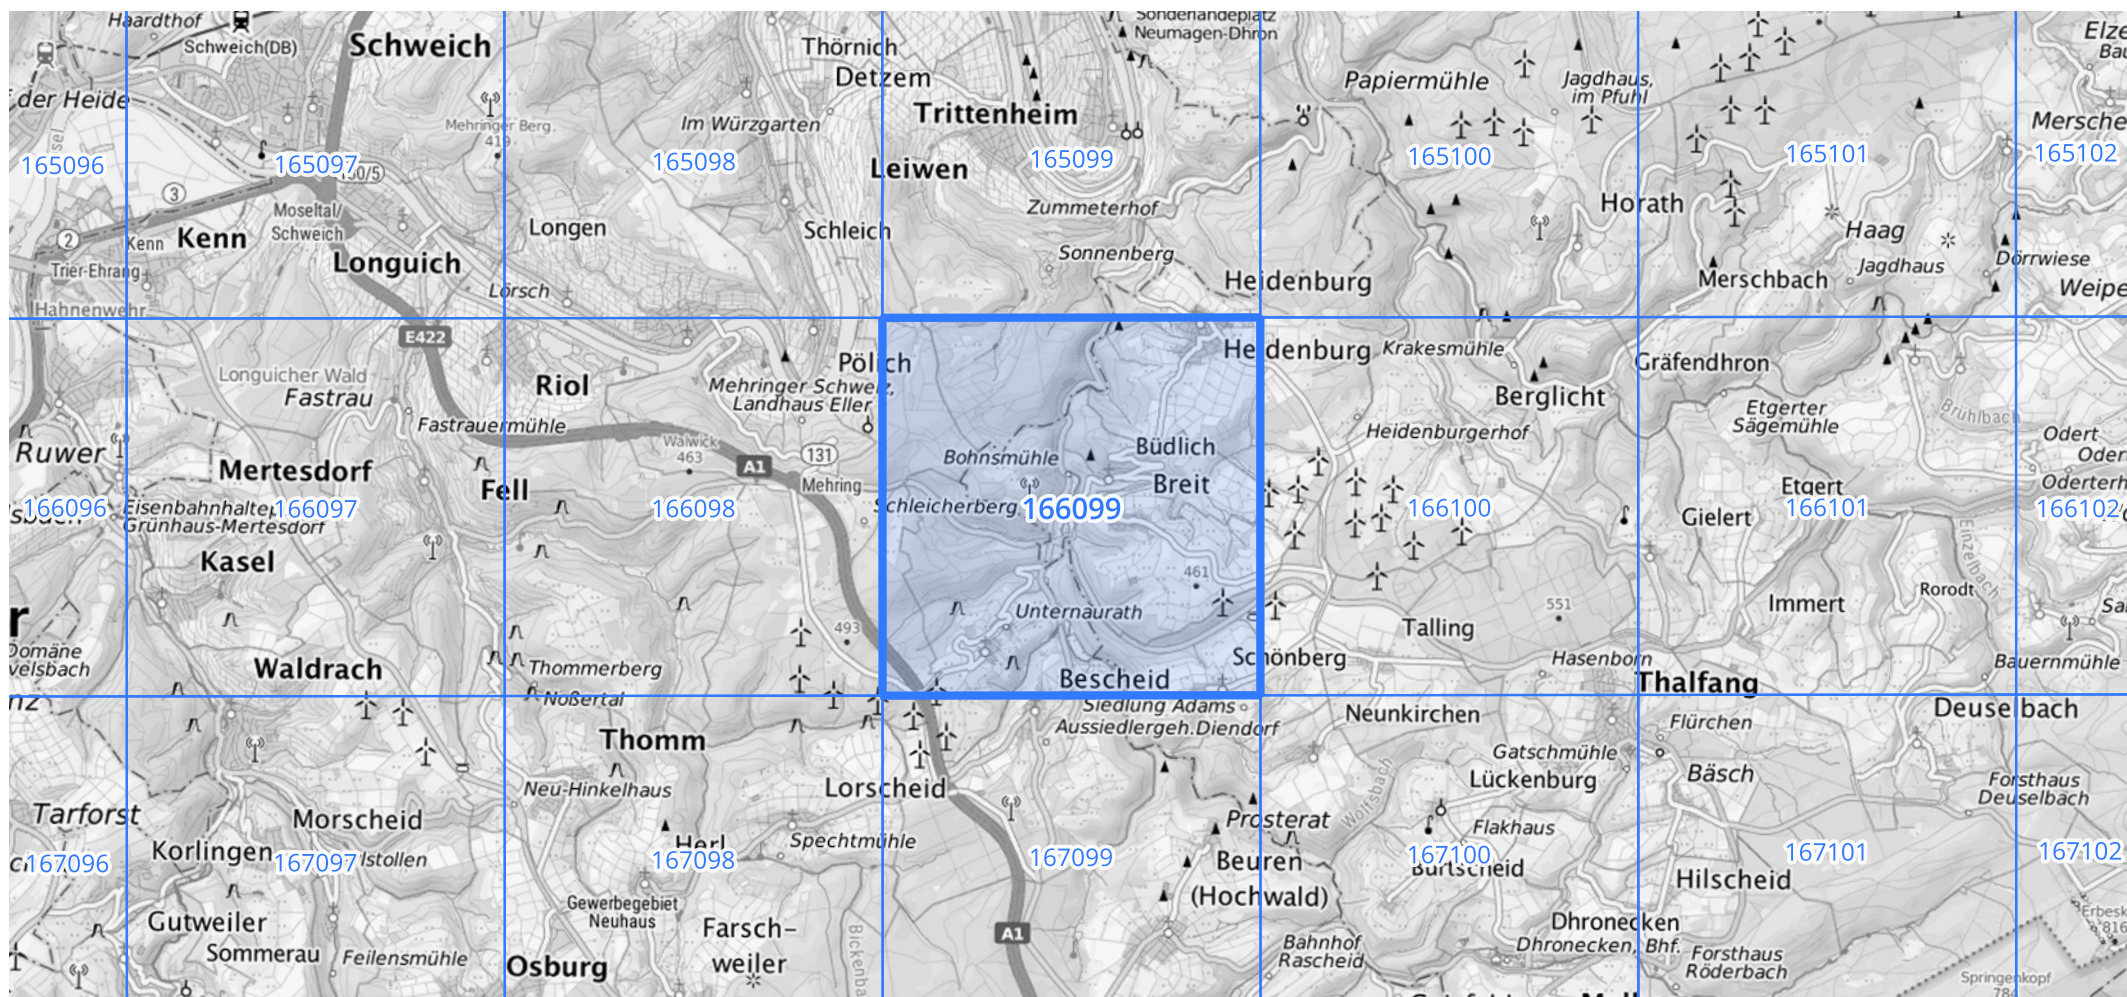 Haardthof
Schweich(DB)
Schweich
Thörnich
Detzem
Sonderlandeplatz
Neumagen-Dhron
Papiermühle
Jagdhaus,
im Pfuhl
der Heide
Mehringer Berg.
419
Im Würzgarten
Trittenheim
Leiwen
165096
165097
165098
165099
165100
165101
165102
3
Moseltal/
Schweich
2
Kenn
Kenn
Longuich
Trier-Ehrang
Hahnenwehr
Longen
Schleich
Lörsch
Zummeterhof
Sonnenberg
Heidenburg
Horath
Haag
Jagdhaus
Merschbach
Dörrwiese
E422
Longuicher Wald
Fastrau
Fastrauermühle
Riol
Pölich
Mehringer Schweiz,
Landhaus Eller
Walwick
463
A1
131
Mehring
Heidenburg
Krakesmühle
Berglicht
Gräfendhron
Etgerter
Sägemühle
Brühlbach
Heidenburgerhof
Odert
Ruwer
Mertesdorf
Fell
Bohnsmühle
Büdlich
Breit
Schleicherberg
Etgert
Gielert
166096
166097
166098
166099
166100
166101
166102
Grünhaus-Mertesdorf
Kasel
461
Unternaurath
493
551
Einzelbach
Rorodt
Immert
Talling
Domäne
Waldrach
Thommerberg
Noßertal
Bescheid
Schönberg
Hasenborn
Bauernmühle
Thalfang
Siedlung Adams
Aussiedlergeh.Diendorf
Neunkirchen
Flürchen
Deuselbach
Thomm
Neu-Hinkelhaus
Lorscheid
Gatschmühle
Lückenburg
Bäsch
Forsthaus
Deuselbach
Tarforst
Morscheid
Korlingen
Herl
Spechtmühle
Prosterat
Wolfsbach
Flakhaus
Burtscheid
Beuren
(Hochwald)
Hilscheid
167096
167097
167098
167099
167100
167101
167102
Gewerbegebiet
Neuhaus
Gutweiler
Sommerau
Feilensmühle
Osburg
Farsch-
weiler
A1
Bahnhof
Rascheid
Dhronecken
Dhronecken, Bhf.
Forsthaus
Röderbach
Springenkopf